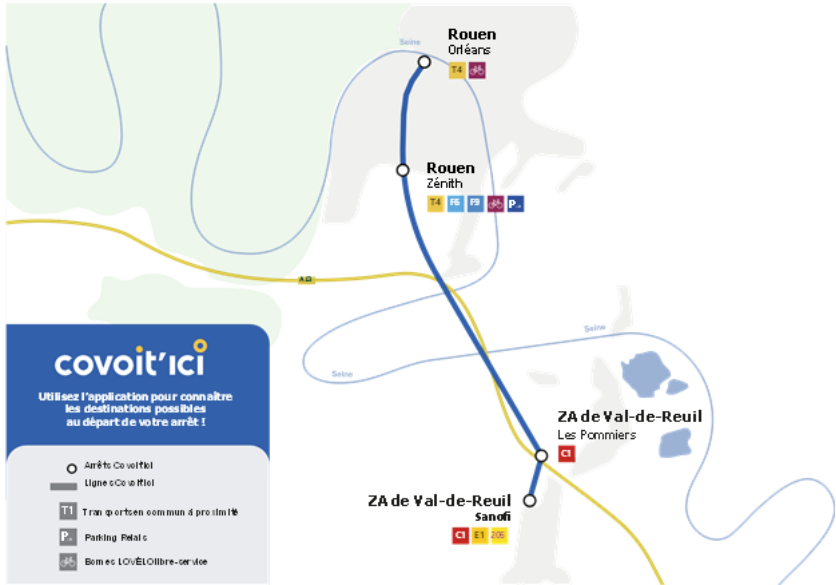 Rouen
Orléans
Seine
T4
Rouen
Zénith
T4 F5 F9 P
A 13
Seine
Seine
covoit'ici
Utilisez l'application pour connaître
les destinations possibles
au départ de votre arrêt !
ZA de Val-de-Reuil
Les Pommiers
C1
ZA de Val-de-Reuil
Sanofi
C1 E1 205
Arrêts Covoit'ici
Lignes Covoit'ici
T1 Transports en commun à proximité
P Parking Relais
Bornes LOVÉLO libre-service